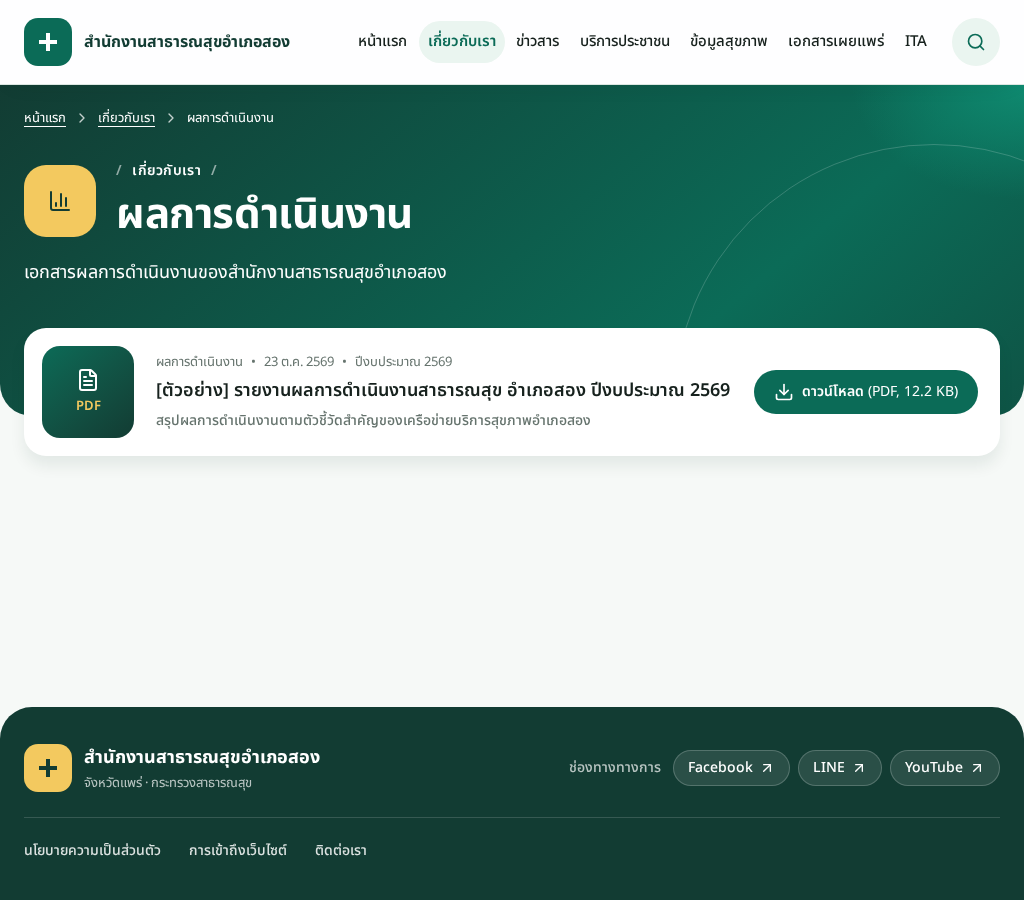 สำนักงานสาธารณสุขอำเภอสอง
หน้าแรก เกี่ยวกับเรา ข่าวสาร บริการประชาชน ข้อมูลสุขภาพ เอกสารเผยแพร่ ITA
หน้าแรก เกี่ยวกับเรา ผลการดำเนินงาน
/ เกี่ยวกับเรา /
ผลการดำเนินงาน
เอกสารผลการดำเนินงานของสำนักงานสาธารณสุขอำเภอสอง
PDF
ผลการดำเนินงาน • 23 ต.ค. 2569 • ปีงบประมาณ 2569
[ตัวอย่าง] รายงานผลการดำเนินงานสาธารณสุข อำเภอสอง ปีงบประมาณ 2569
สรุปผลการดำเนินงานตามตัวชี้วัดสำคัญของเครือข่ายบริการสุขภาพอำเภอสอง
ดาวน์โหลด (PDF, 12.2 KB)
สำนักงานสาธารณสุขอำเภอสอง
จังหวัดแพร่ · กระทรวงสาธารณสุข
ช่องทางทางการ Facebook LINE YouTube
นโยบายความเป็นส่วนตัว การเข้าถึงเว็บไซต์ ติดต่อเรา